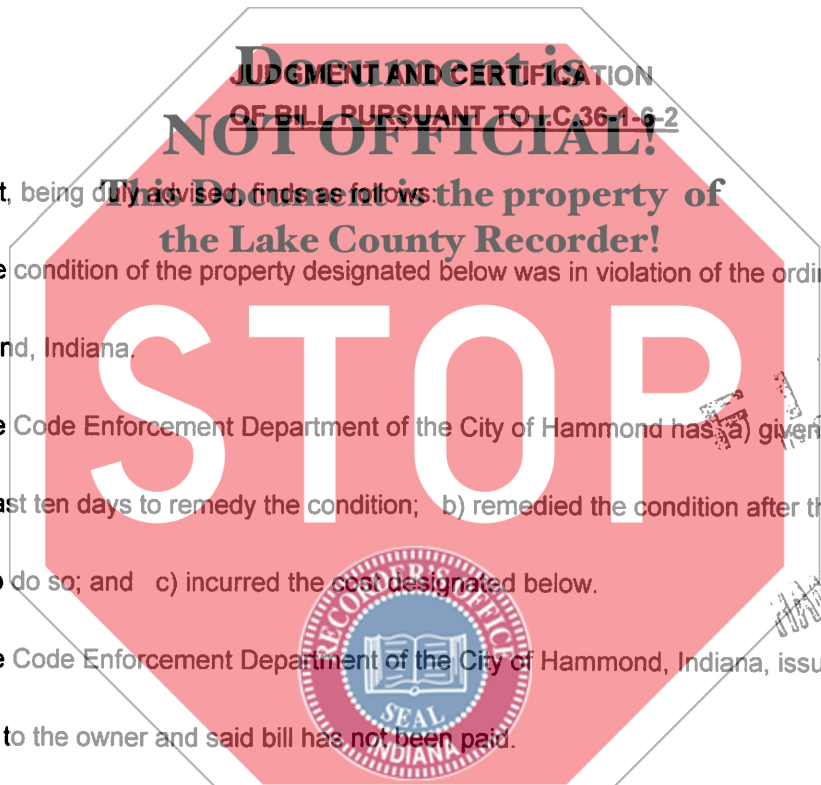 Document is
JUDGMENT AND CERTIFICATION
OF BILL PURSUANT TO I.C.36-1-6-2
NOT OFFICIAL!
t, being duly advised, finds as follows:
This Document is the property of
the Lake County Recorder!
e condition of the property designated below was in violation of the ordi
nd, Indiana.
STOP
e Code Enforcement Department of the City of Hammond has: a) given
ast ten days to remedy the condition; b) remedied the condition after th
o do so; and c) incurred the cost designated below.
RECORDER'S OFFICE
e Code Enforcement Department of the City of Hammond, Indiana, issu
SEAL
to the owner and said bill has not been paid.
INDIANA